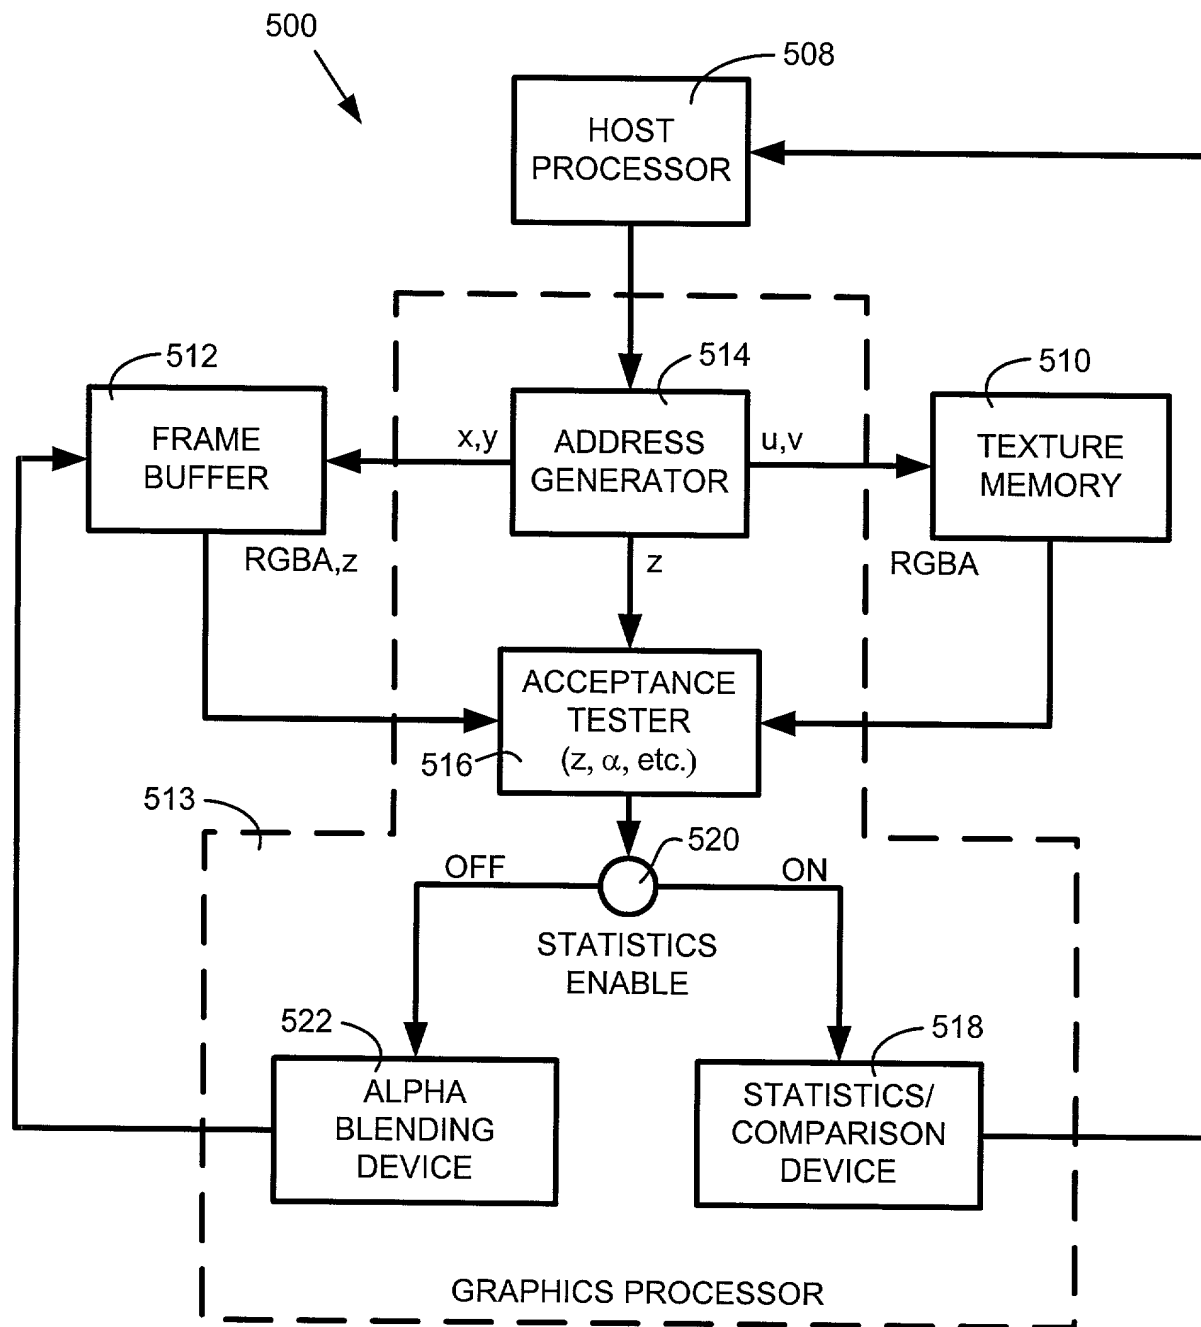 500
508
HOST
PROCESSOR
512
514
510
FRAME
BUFFER
x,y
ADDRESS
GENERATOR
u,v
TEXTURE
MEMORY
RGBA,z
z
RGBA
ACCEPTANCE
TESTER
(z, α, etc.)
516
513
520
OFF
ON
STATISTICS
ENABLE
522
518
ALPHA
BLENDING
DEVICE
STATISTICS/
COMPARISON
DEVICE
GRAPHICS PROCESSOR